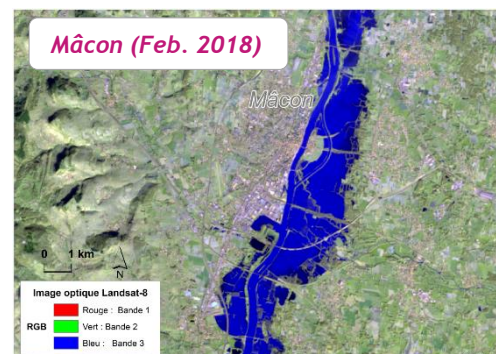 Mâcon (Feb. 2018)
Mâcon
0 1 km
N
Image optique Landsat-8
RGB
Rouge : Bande 1
Vert : Bande 2
Bleu : Bande 3